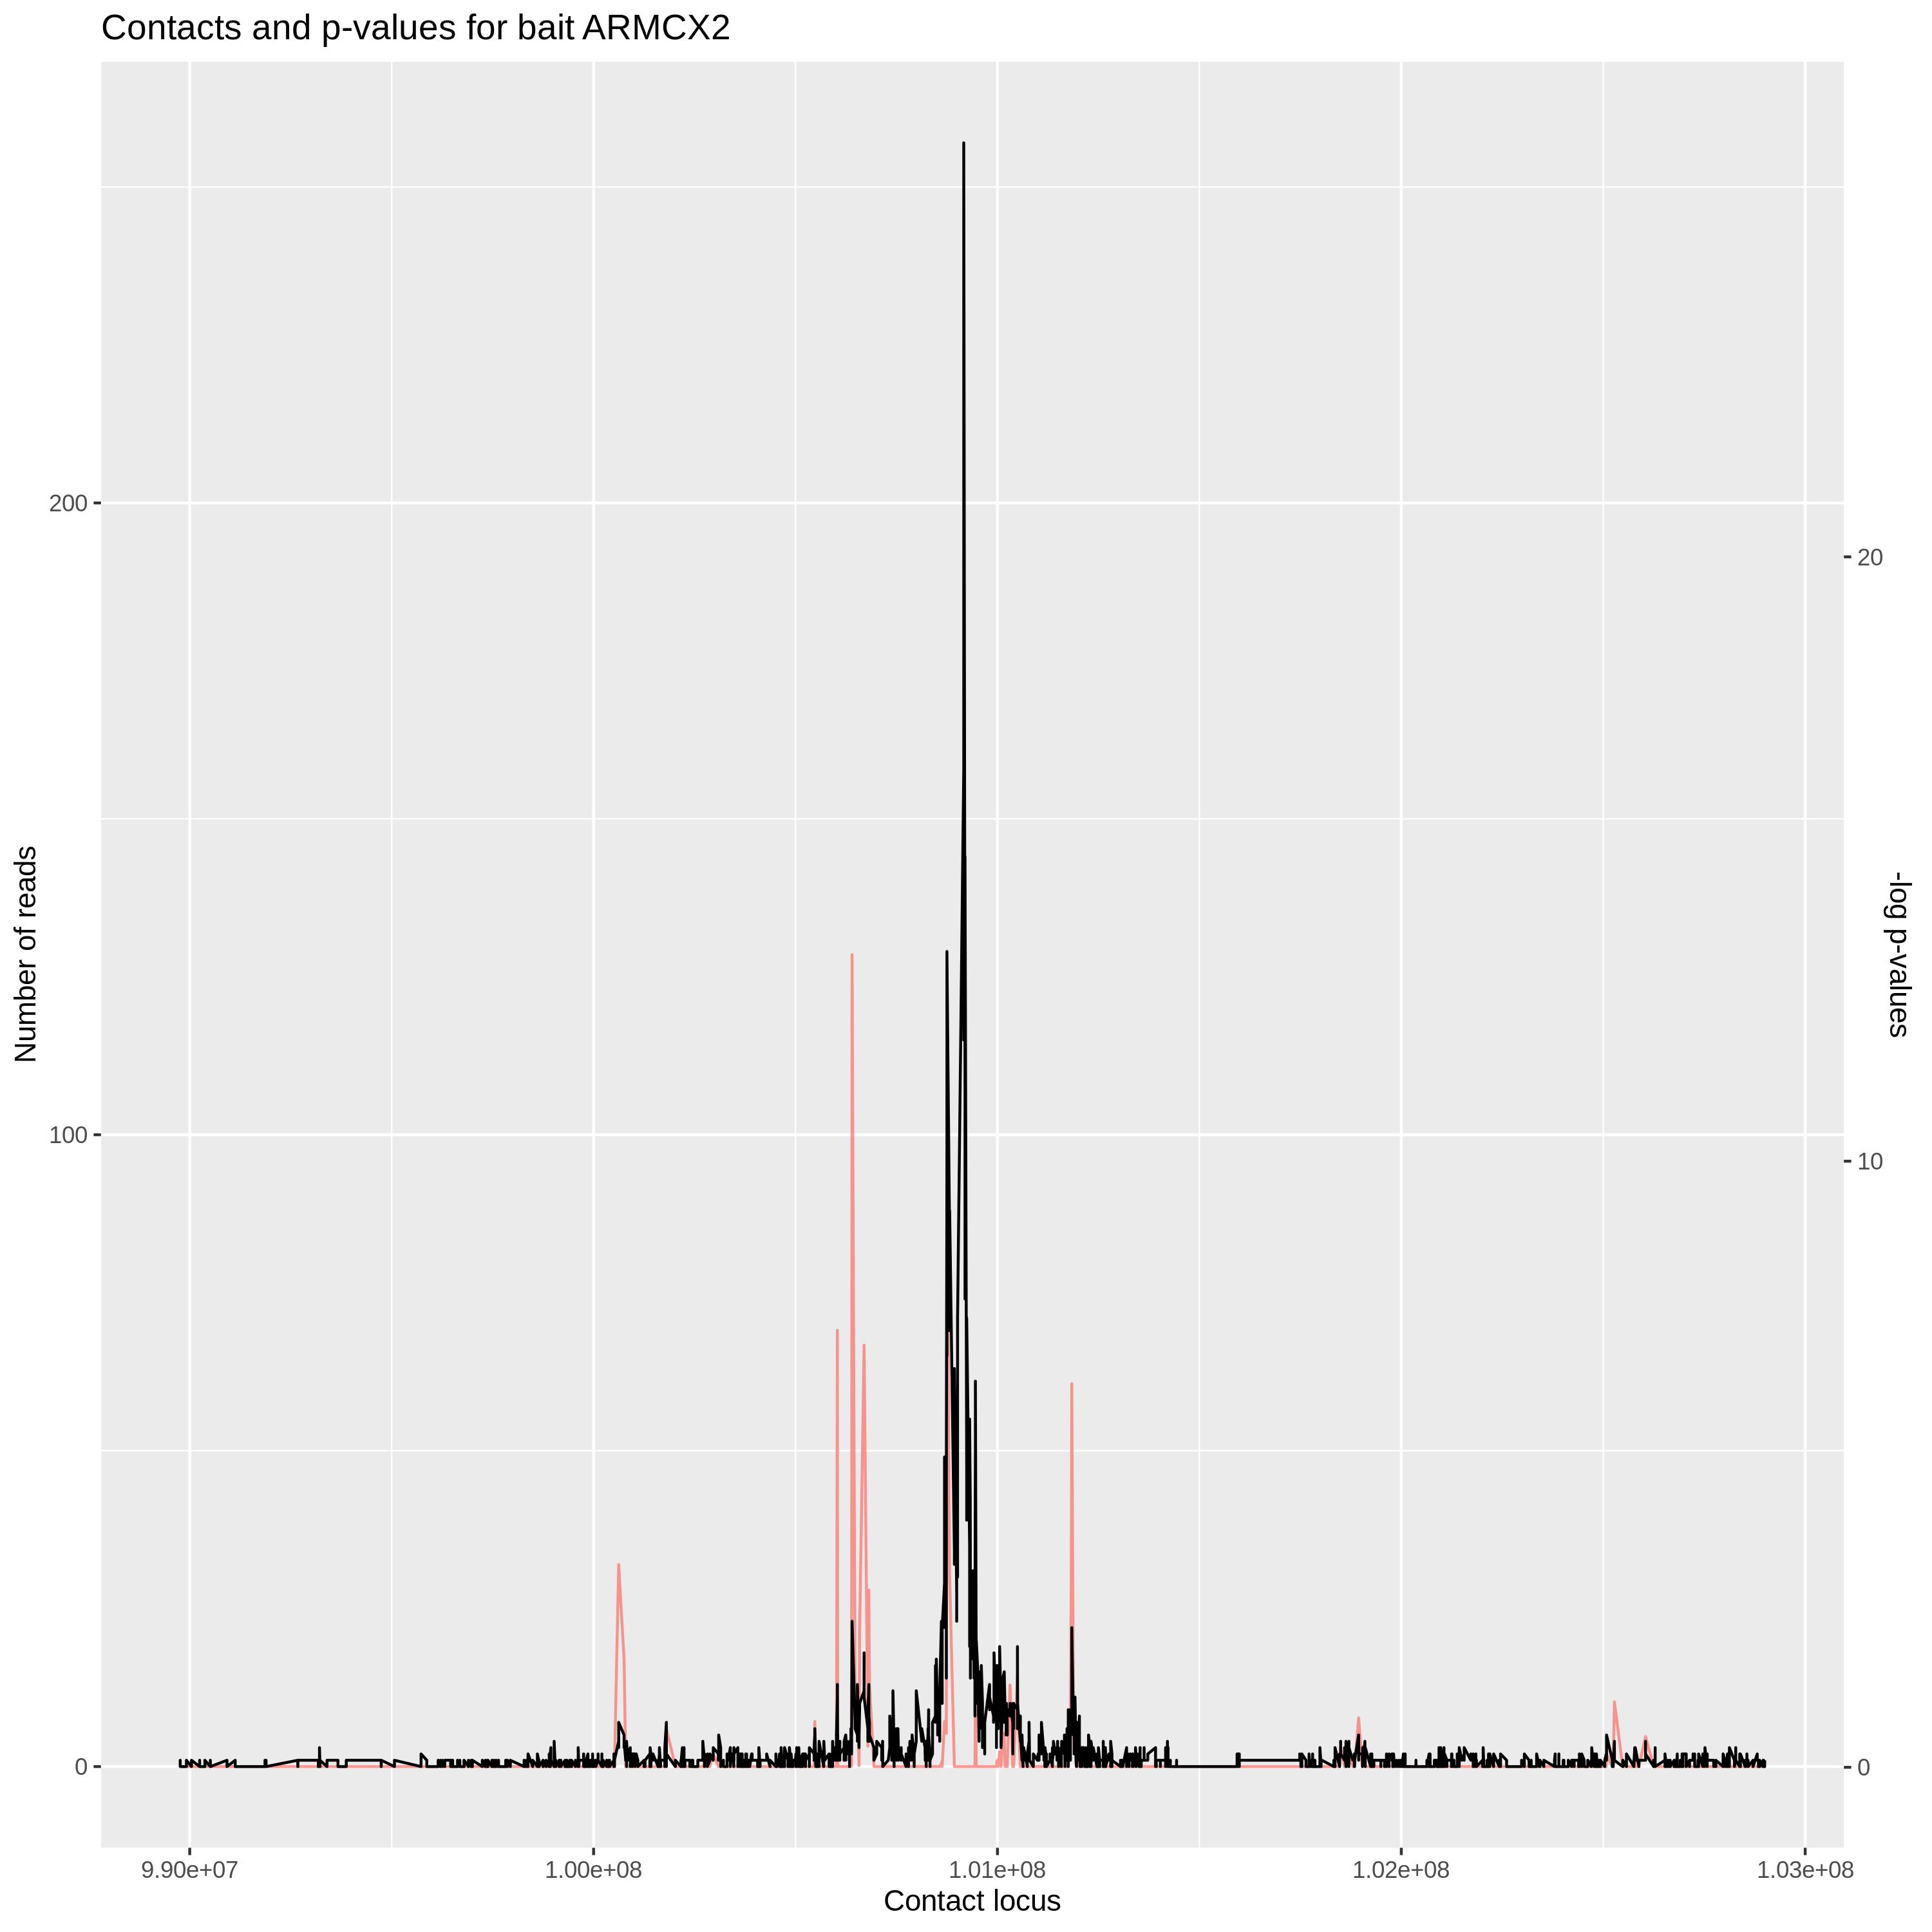 Contacts and p-values for bait ARMCX2
Number of reads
200
100
0
20
10
0
-log p-values
9.90e+07
1.00e+08
1.01e+08
1.02e+08
1.03e+08
Contact locus